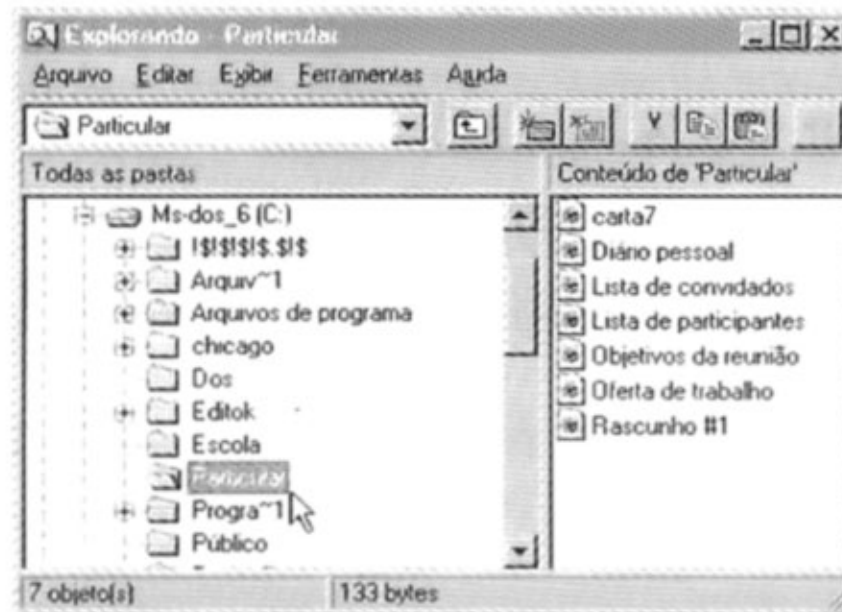 Explorando - Particular
Arquivo Editar Exibir Ferramentas Ajuda
Particular
Todas as pastas
Conteúdo de 'Particular'
Ms-dos_6 (C:)
!$!$!$!$.$!$
Arquiv~1
Arquivos de programa
chicago
Dos
Editok
Escola
Particular
Progra~1
Público
carta7
Diário pessoal
Lista de convidados
Lista de participantes
Objetivos da reunião
Oferta de trabalho
Rascunho #1
7 objeto(s)
133 bytes